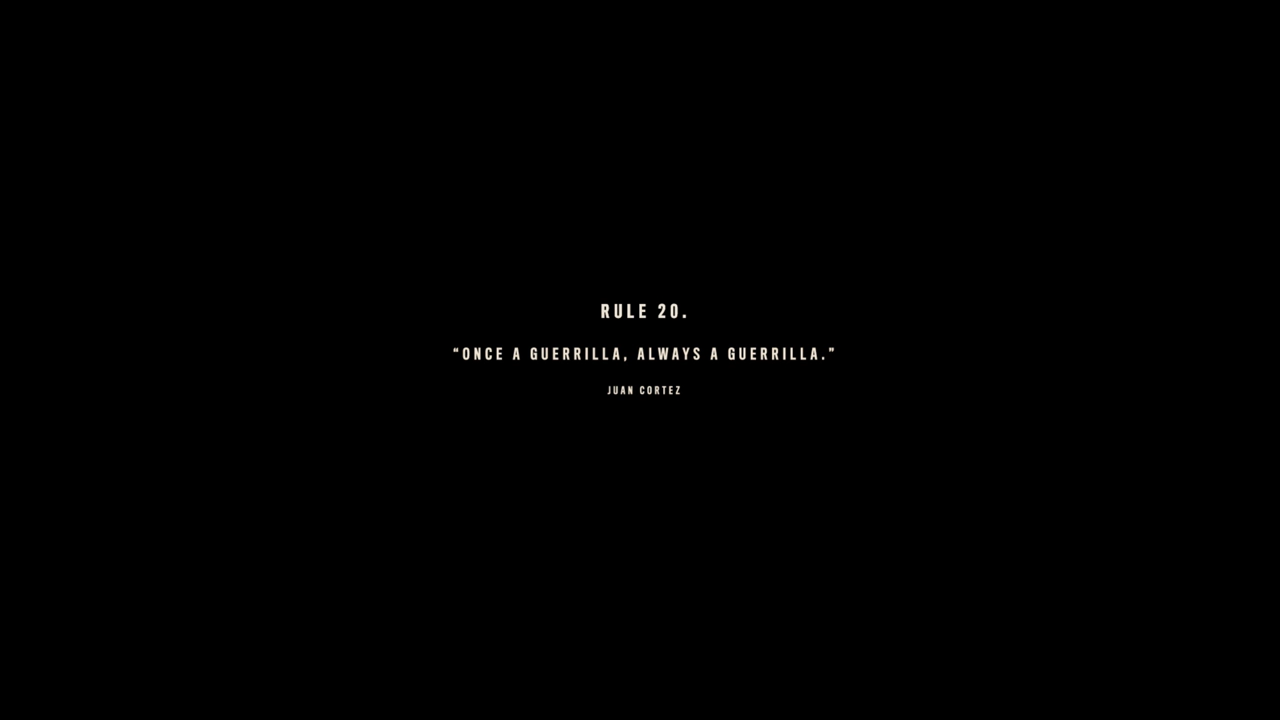 RULE 20.
“ONCE A GUERRILLA, ALWAYS A GUERRILLA.”
JUAN CORTEZ